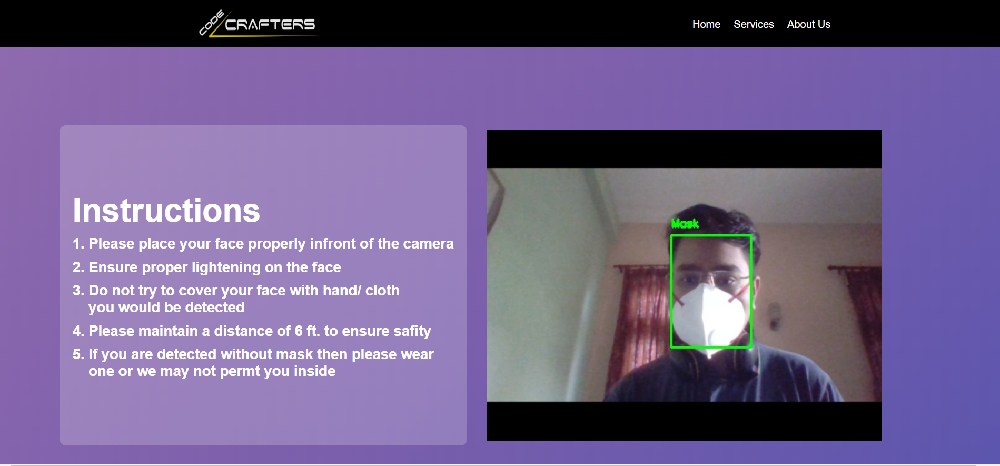 CODE CRAFTERS
Home Services About Us
Instructions
1. Please place your face properly infront of the camera
2. Ensure proper lightening on the face
3. Do not try to cover your face with hand/ cloth
you would be detected
4. Please maintain a distance of 6 ft. to ensure safity
5. If you are detected without mask then please wear
one or we may not permt you inside
Mask